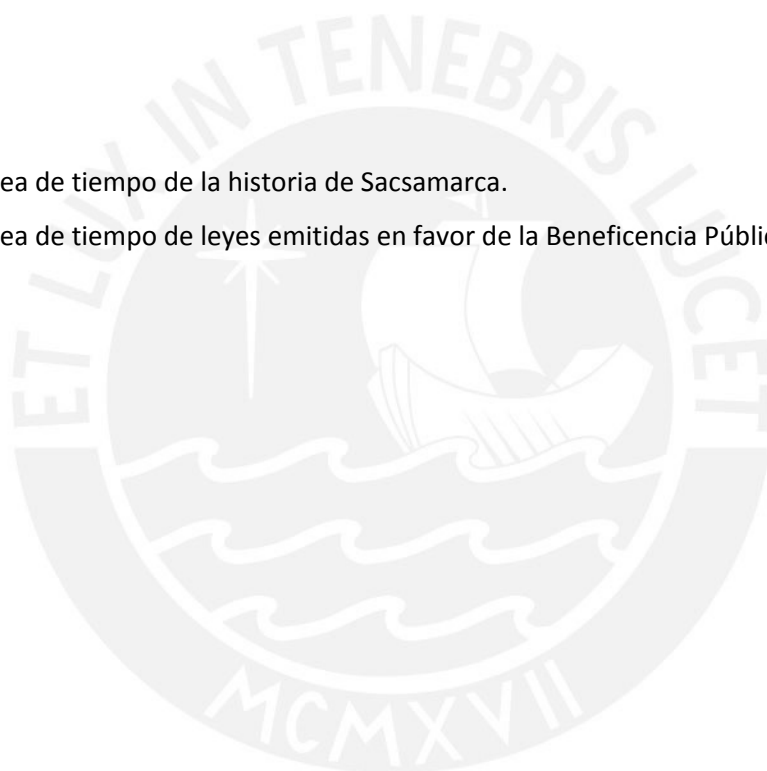 ea de tiempo de la historia de Sacsamarca.
ea de tiempo de leyes emitidas en favor de la Beneficencia Públi
ET LUX IN TENEBRIS LUCET
MCMXVII